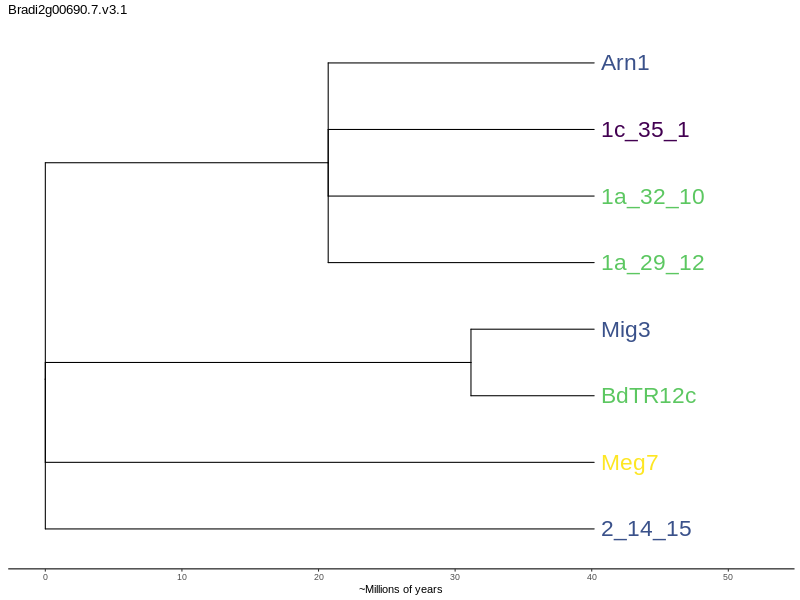 Bradi2g00690.7.v3.1
Arn1
1c_35_1
1a_32_10
1a_29_12
Mig3
BdTR12c
Meg7
2_14_15
0 10 20 30 40 50
~Millions of years